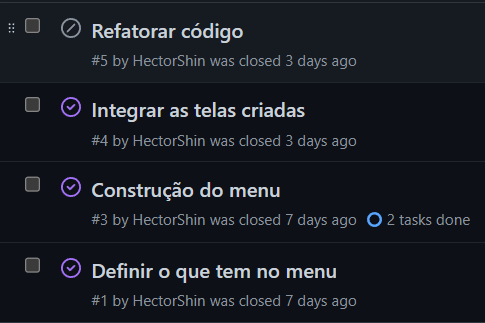 Refatorar código
#5 by HectorShin was closed 3 days ago
Integrar as telas criadas
#4 by HectorShin was closed 3 days ago
Construção do menu
#3 by HectorShin was closed 7 days ago 2 tasks done
Definir o que tem no menu
#1 by HectorShin was closed 7 days ago